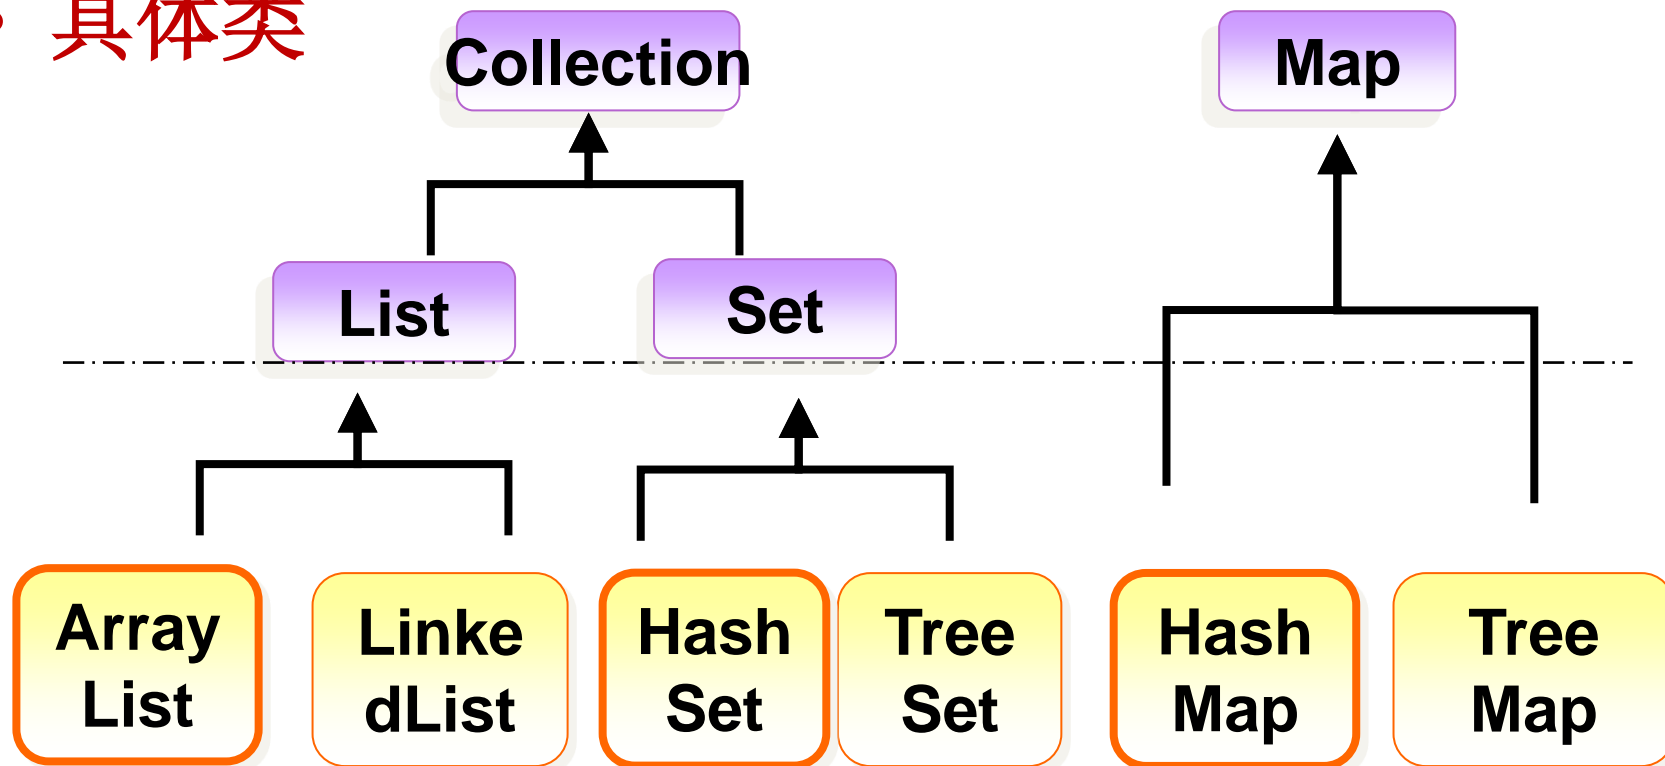 具体类
Collection
Map
List
Set
Array
List
Linke
dList
Hash
Set
Tree
Set
Hash
Map
Tree
Map